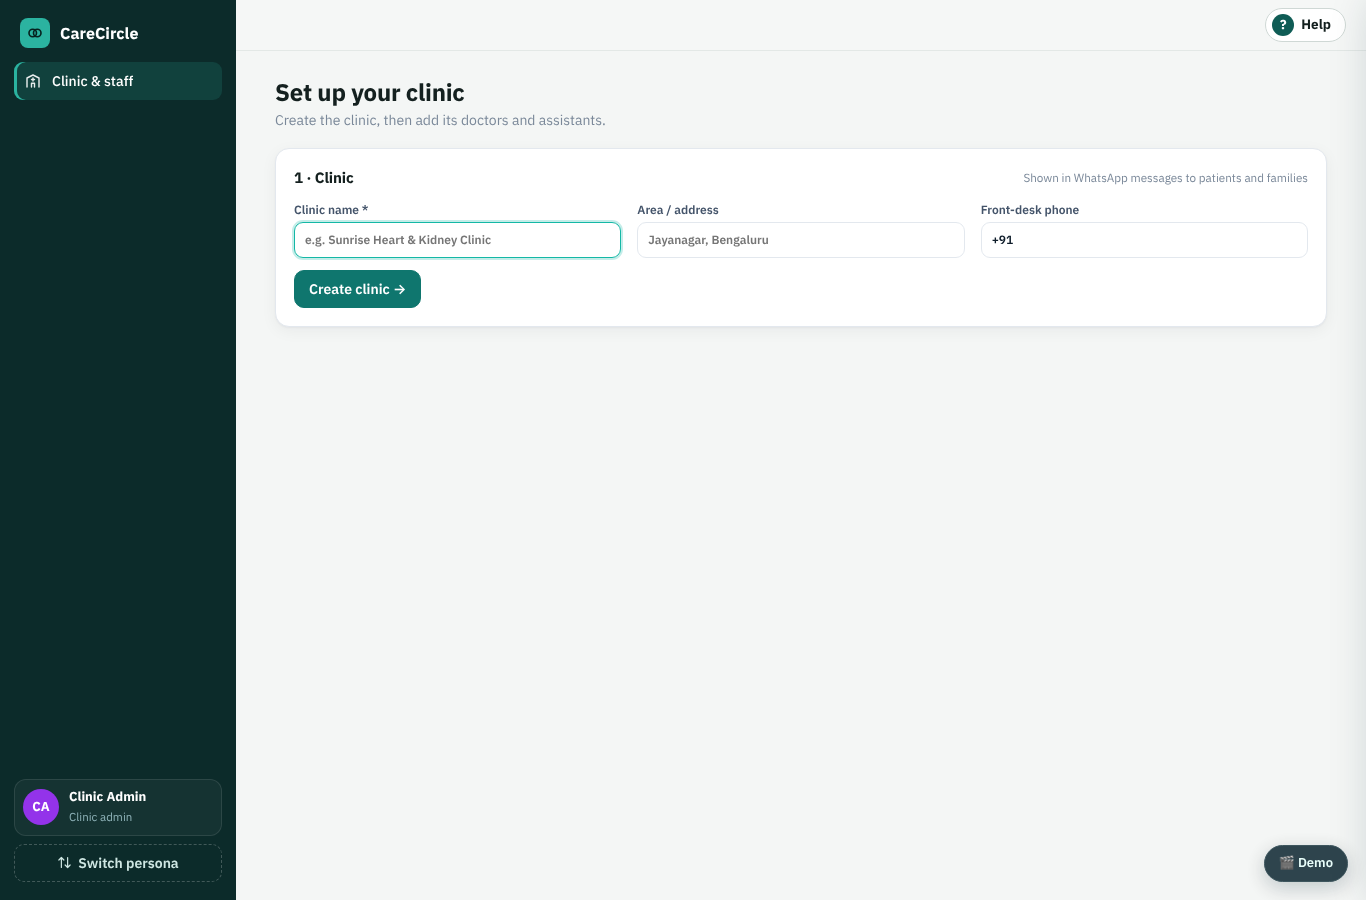 CareCircle
Clinic & staff
? Help
Set up your clinic
Create the clinic, then add its doctors and assistants.
1 · Clinic
Shown in WhatsApp messages to patients and families
Clinic name *
Area / address
Front-desk phone
e.g. Sunrise Heart & Kidney Clinic
Jayanagar, Bengaluru
+91
Create clinic →
CA
Clinic Admin
Clinic admin
Switch persona
🎬 Demo